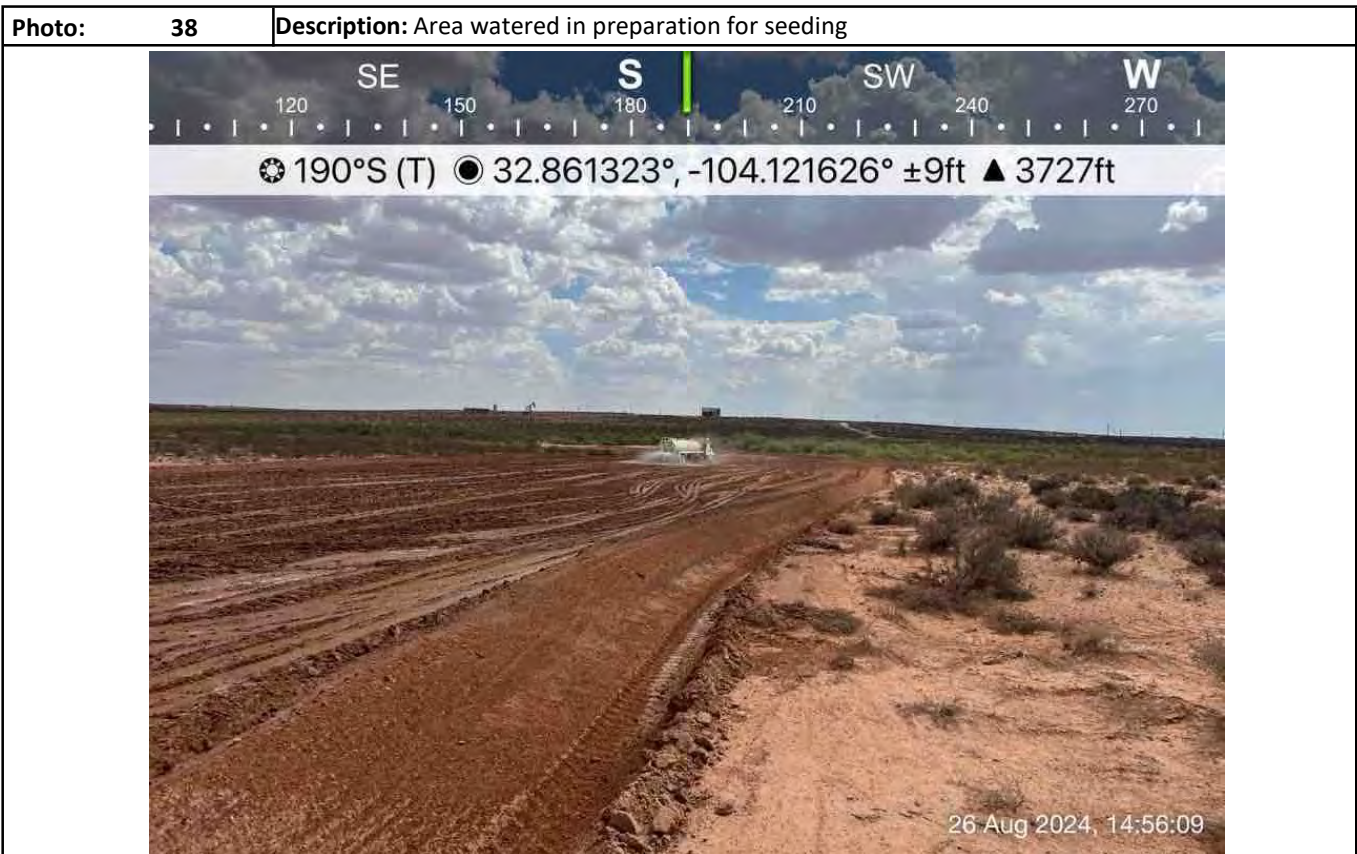 Photo: 38 Description: Area watered in preparation for seeding
SE S SW W
120 150 180 210 240 270
190°S (T) 32.861323°, -104.121626° ±9ft ▲ 3727ft
26 Aug 2024, 14:56:09